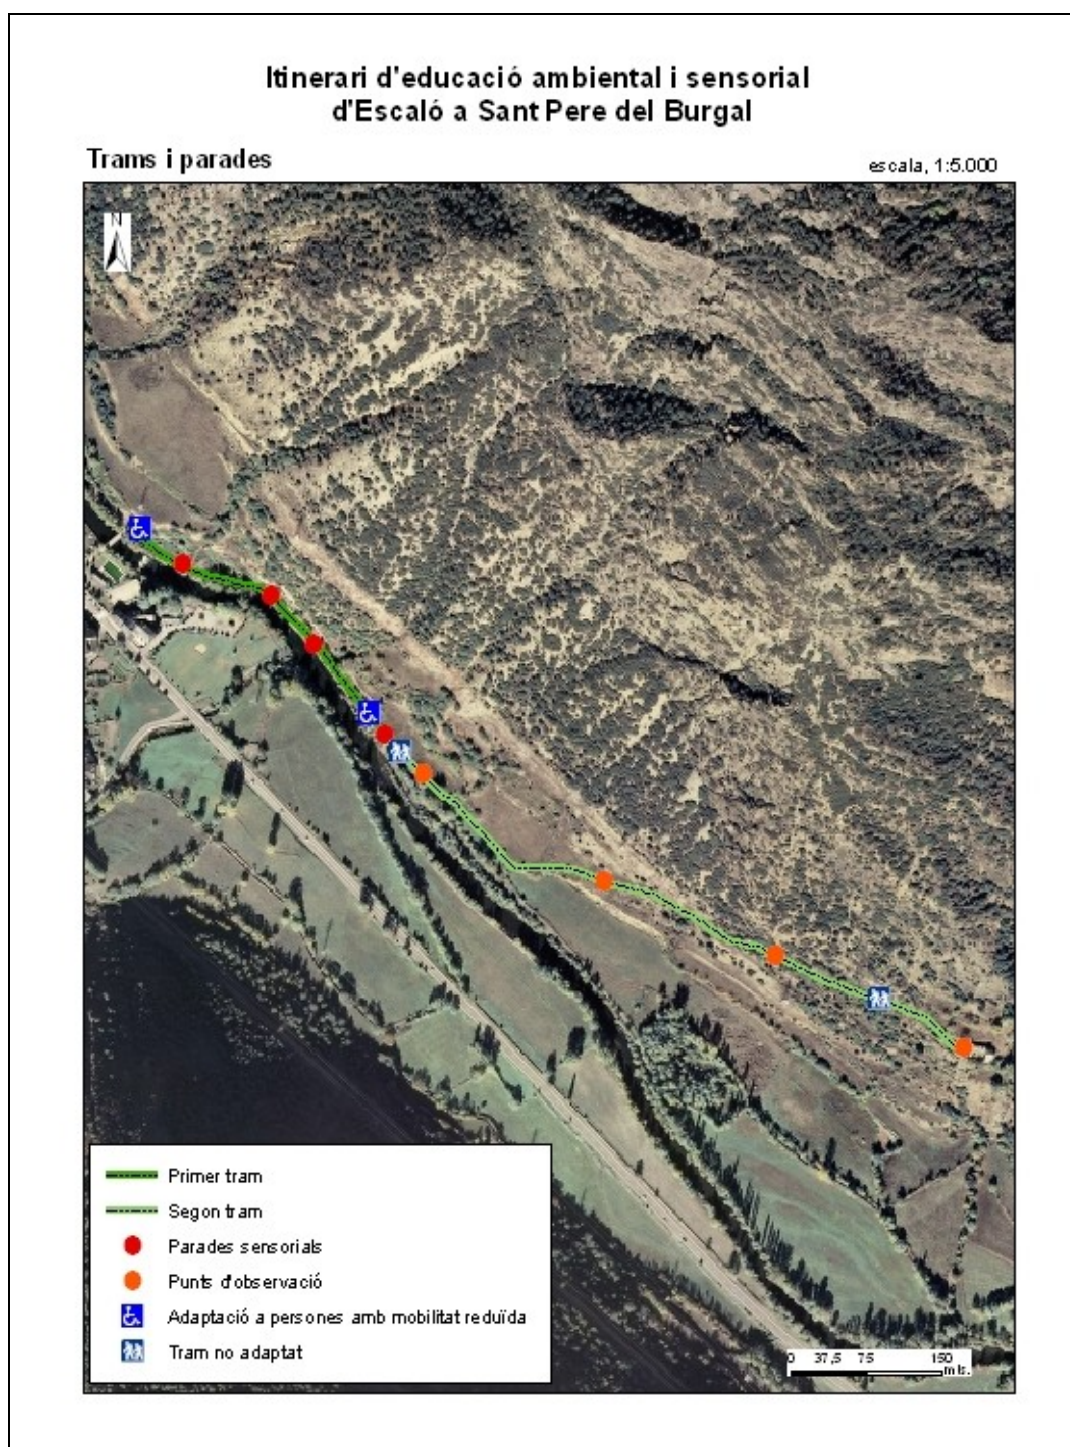 Itinerari d'educació ambiental i sensorial
d'Escaló a Sant Pere del Burgal
Trams i parades
escala, 1:5.000
N
Primer tram
Segon tram
Parades sensorials
Punts d'observació
Adaptació a persones amb mobilitat reduïda
Tram no adaptat
0 37,5 75 150
mts.